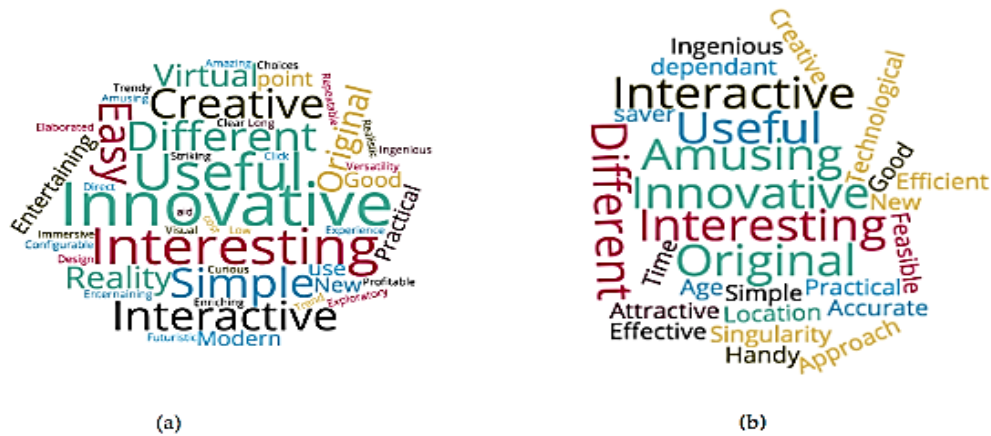 Amazing Choices
Virtual point
Trendy
Amusing
Creative
Repeatable
Clear Long
Elaborated
Easy
Different
Original
Realistic
Striking
Click
Ingenious
Useful
Versatility
Good
Entertaining
Direct
Innovative
aid
Practical
cost
Low
Immersive
Visual
Experience
Configurable
Interesting
Design
Reality
Curious
use
Simple
New
Profitable
Enternaining
Enriching
Trend
Exploratory
Interactive
Futuristic
Modern
(a)
Creative
Ingenious
dependant
Technological
Interactive
saver
Useful
Different
Amusing
Good
Innovative
Efficient
New
Interesting
Feasible
Time
Original
Age
Simple
Practical
Attractive
Location
Accurate
Effective
Singularity
Approach
Handy
(b)